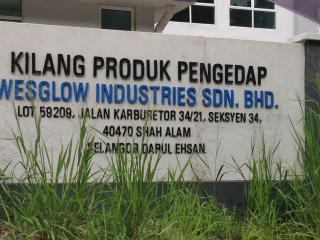 KILANG PRODUK PENGEDAP
WESGLOW INDUSTRIES SDN. BHD.
LOT 59209, JALAN KARBURETOR 34/21, SEKSYEN 34,
40470 SHAH ALAM
SELANGOR DARUL EHSAN